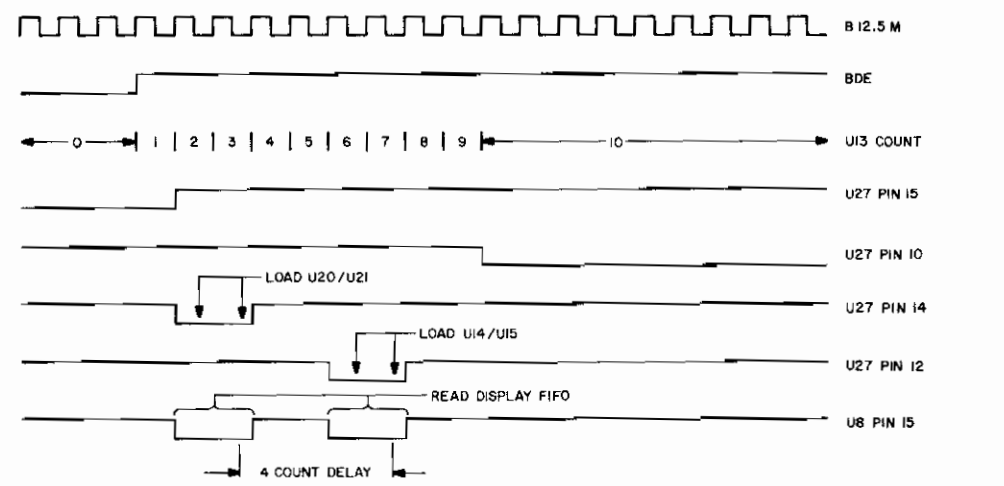 B 12.5 M
BDE
0 1 2 3 4 5 6 7 8 9 10 U13 COUNT
U27 PIN 15
U27 PIN 10
LOAD U20/U21
U27 PIN 14
LOAD U14/U15
U27 PIN 12
READ DISPLAY FIFO
U8 PIN 15
4 COUNT DELAY